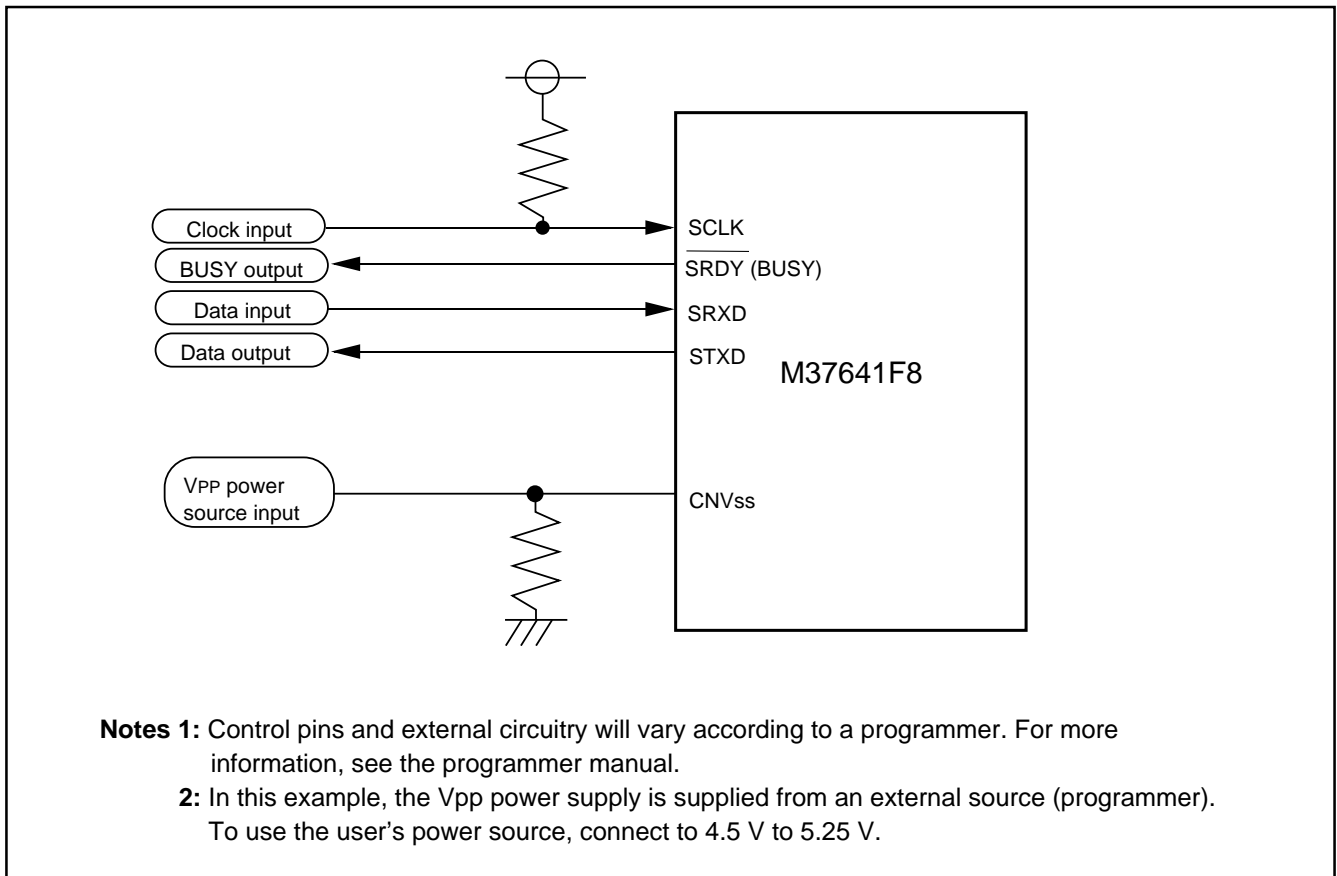 Clock input
SCLK
BUSY output
SRDY (BUSY)
Data input
SRXD
Data output
STXD
M37641F8
VPP power
source input
CNVss
Notes 1: Control pins and external circuitry will vary according to a programmer. For more
information, see the programmer manual.
2: In this example, the Vpp power supply is supplied from an external source (programmer).
To use the user's power source, connect to 4.5 V to 5.25 V.